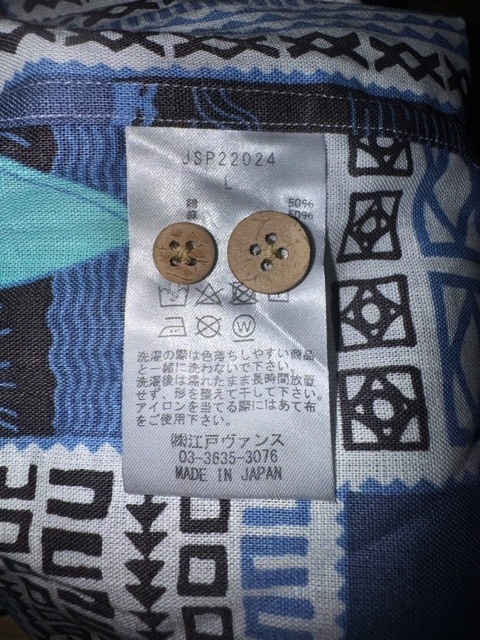 JSP22024
L
綿 50%
麻 50%
洗濯の際は色落ちしやすい商品
と一緒に洗わないで下さい。
洗濯後は濡れたまま長時間放置
せず、形を整えて干して下さい。
アイロンを当てる際にはあて布
をご使用下さい。
㈱江戸ヴァンス
03-3635-3076
MADE IN JAPAN